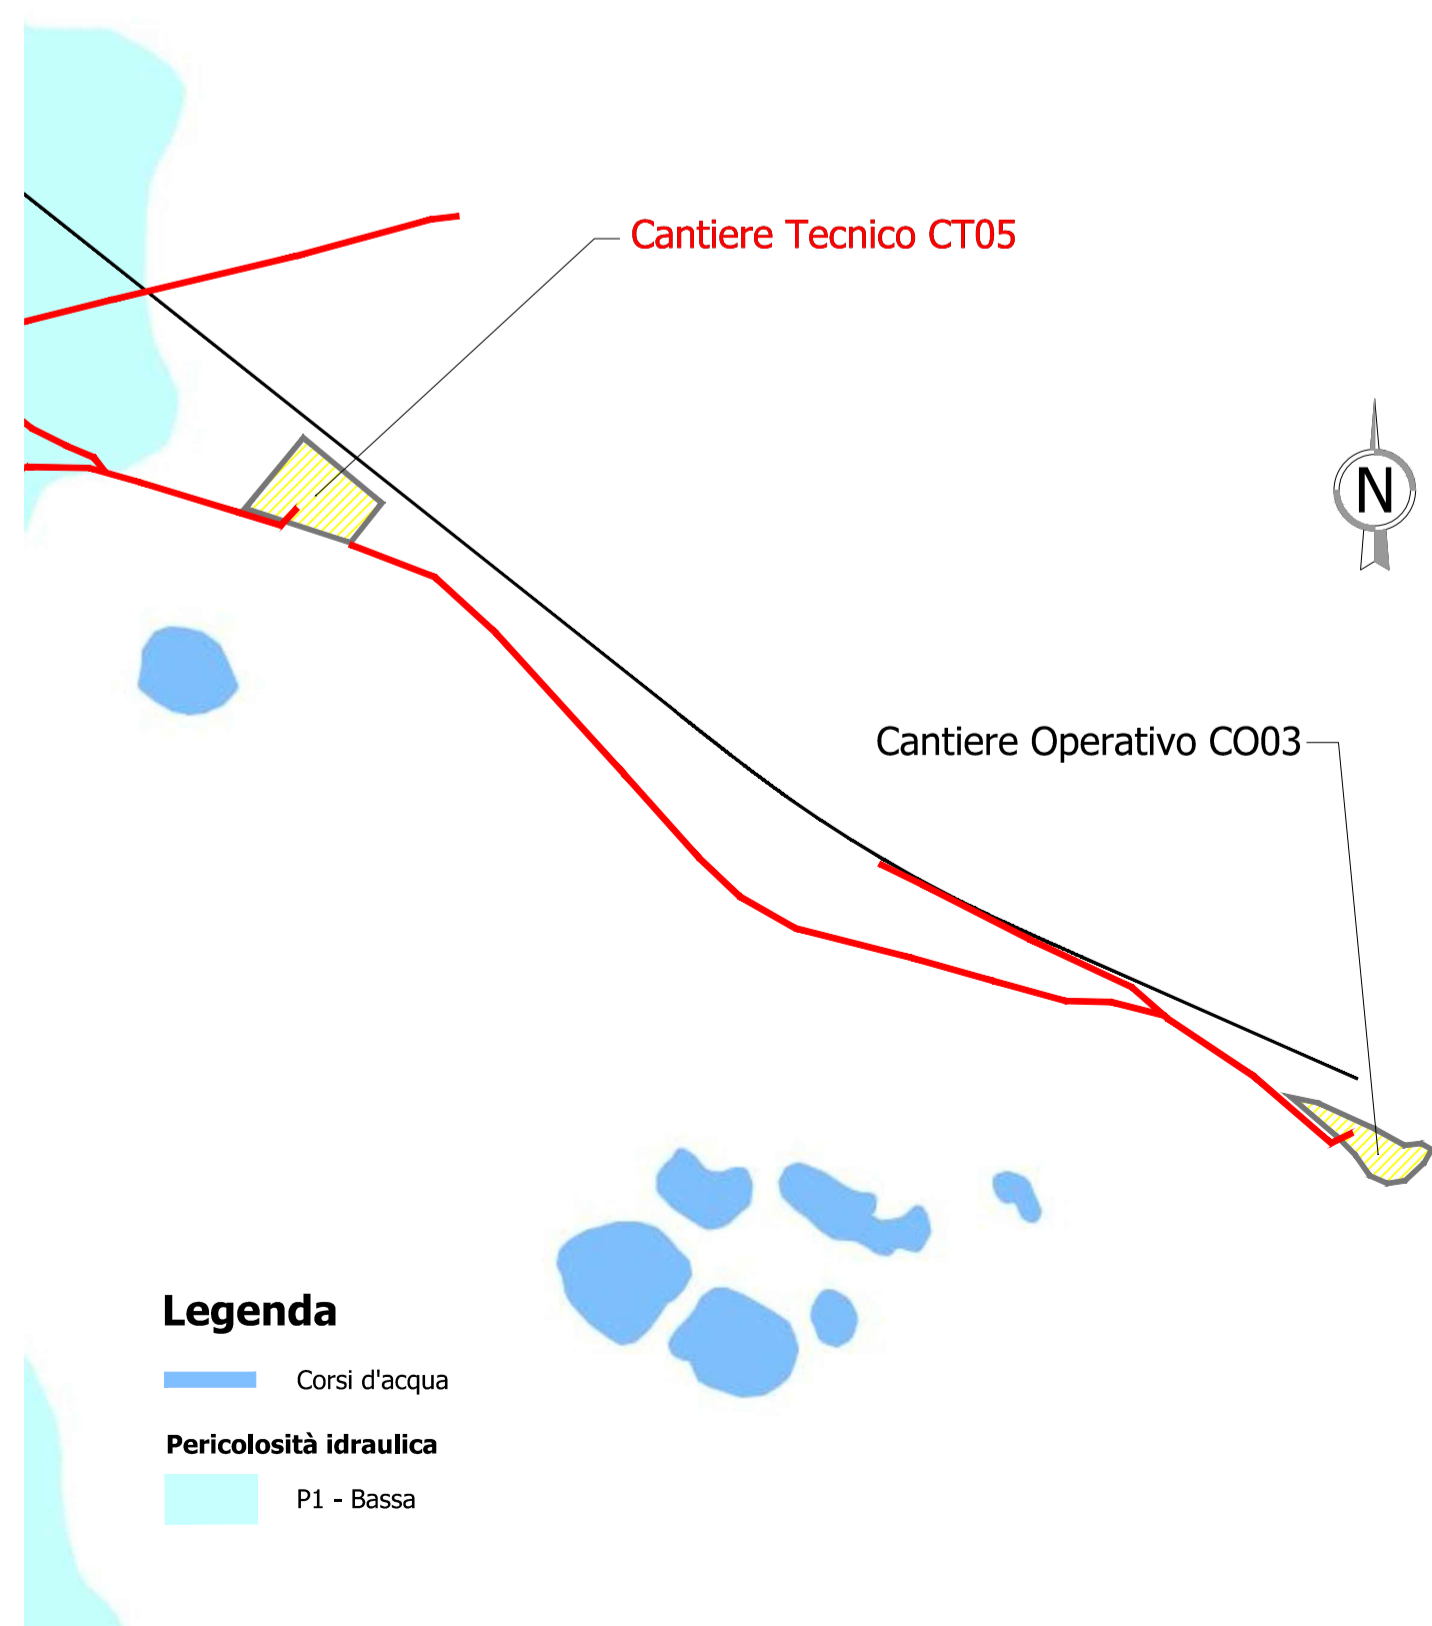 Cantiere Tecnico CT05
N
Cantiere Operativo CO03
Legenda
Corsi d'acqua
Pericolosità idraulica
P1 - Bassa